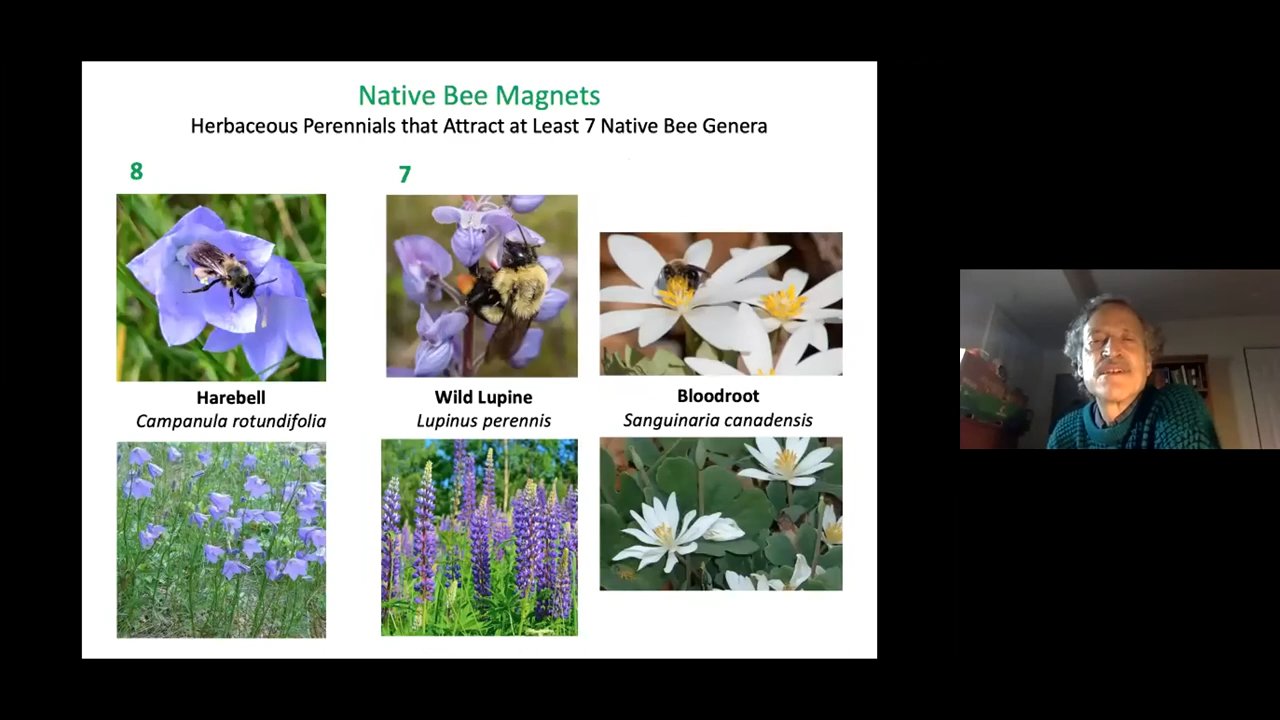 Native Bee Magnets
Herbaceous Perennials that Attract at Least 7 Native Bee Genera
8
7
Harebell
Campanula rotundifolia
Wild Lupine
Lupinus perennis
Bloodroot
Sanguinaria canadensis